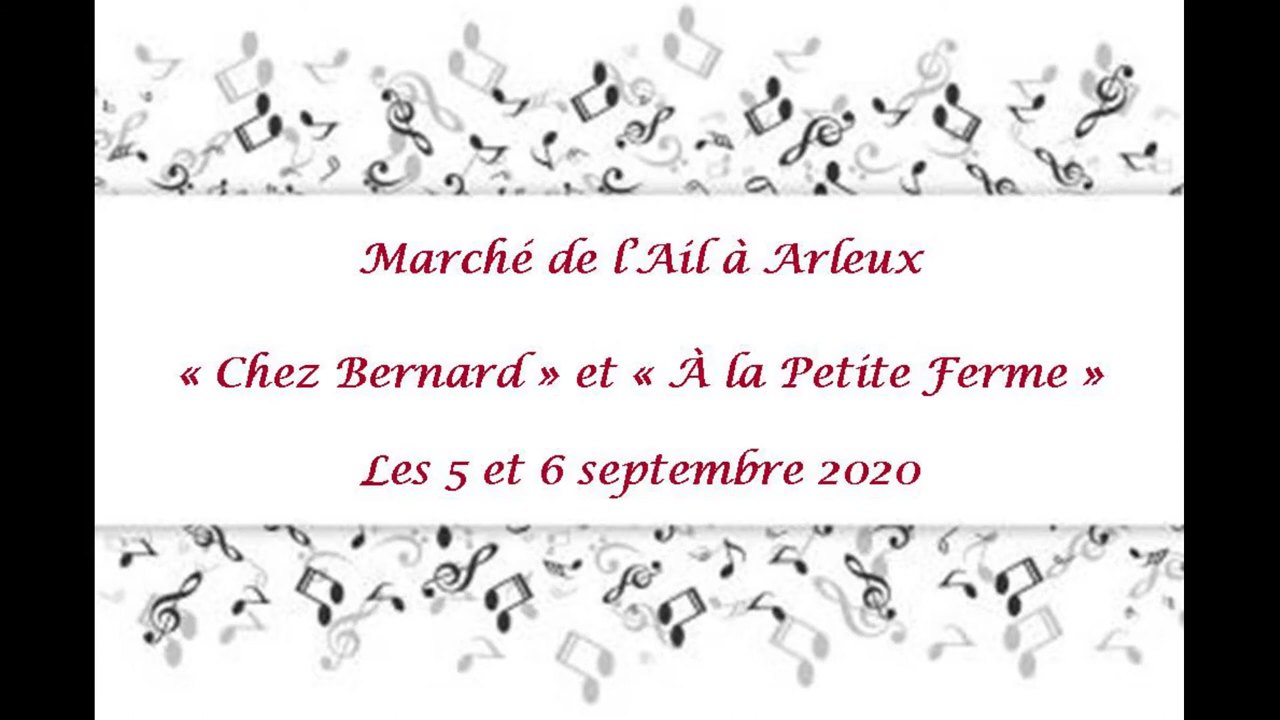 Marché de l'Ail à Arleux
« Chez Bernard » et « À la Petite Ferme »
Les 5 et 6 septembre 2020